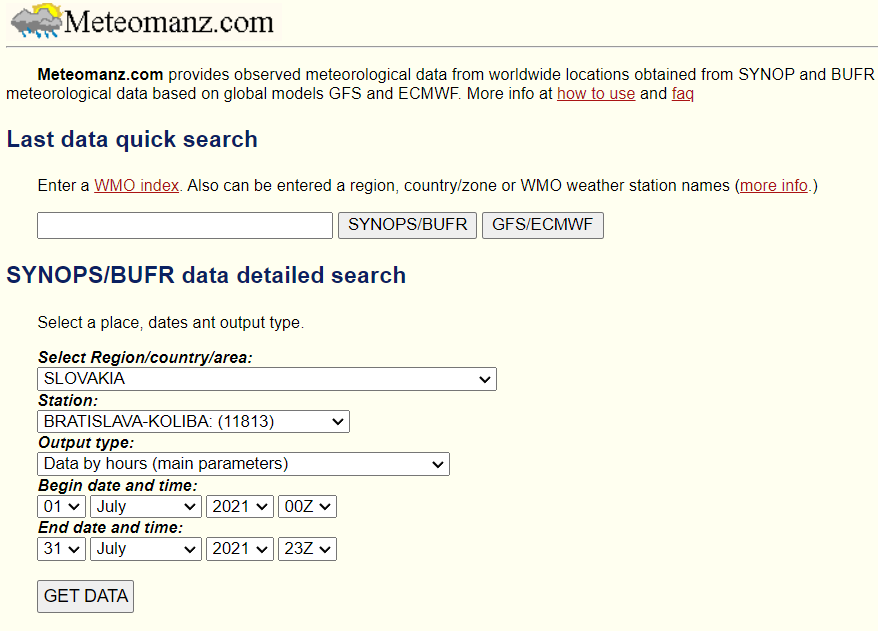 Meteomanz.com
Meteomanz.com provides observed meteorological data from worldwide locations obtained from SYNOP and BUFR
meteorological data based on global models GFS and ECMWF. More info at how to use and faq
Last data quick search
Enter a WMO index. Also can be entered a region, country/zone or WMO weather station names (more info.)
SYNOPS/BUFR GFS/ECMWF
SYNOPS/BUFR data detailed search
Select a place, dates ant output type.
Select Region/country/area:
SLOVAKIA
Station:
BRATISLAVA-KOLIBA: (11813)
Output type:
Data by hours (main parameters)
Begin date and time:
01 July 2021 00Z
End date and time:
31 July 2021 23Z
GET DATA